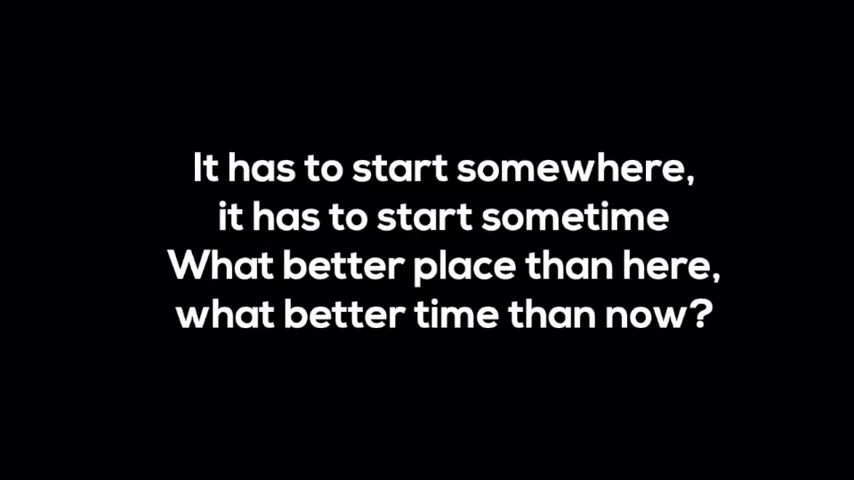 It has to start somewhere,
it has to start sometime
What better place than here,
what better time than now?